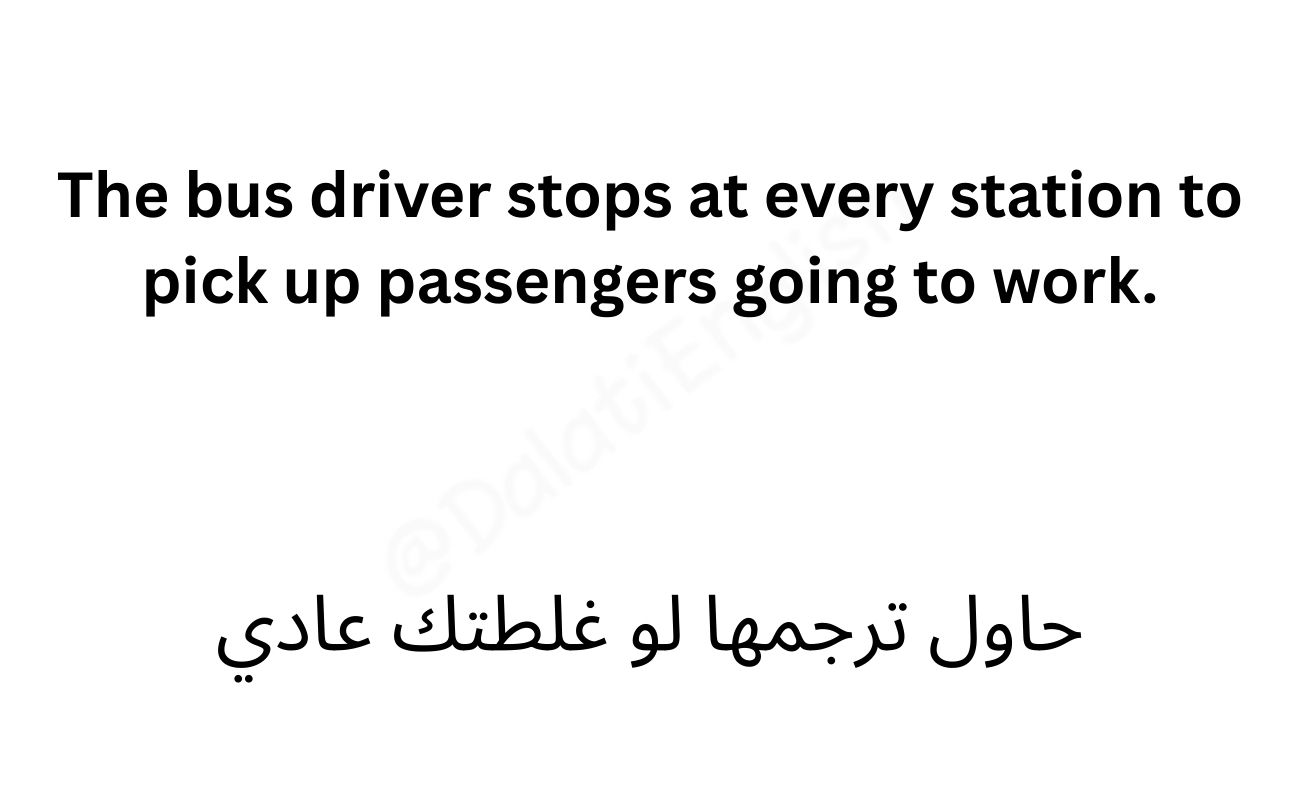 The bus driver stops at every station to
pick up passengers going to work.
@DalatiEnglish
حاول ترجمها لو غلطتك عادي